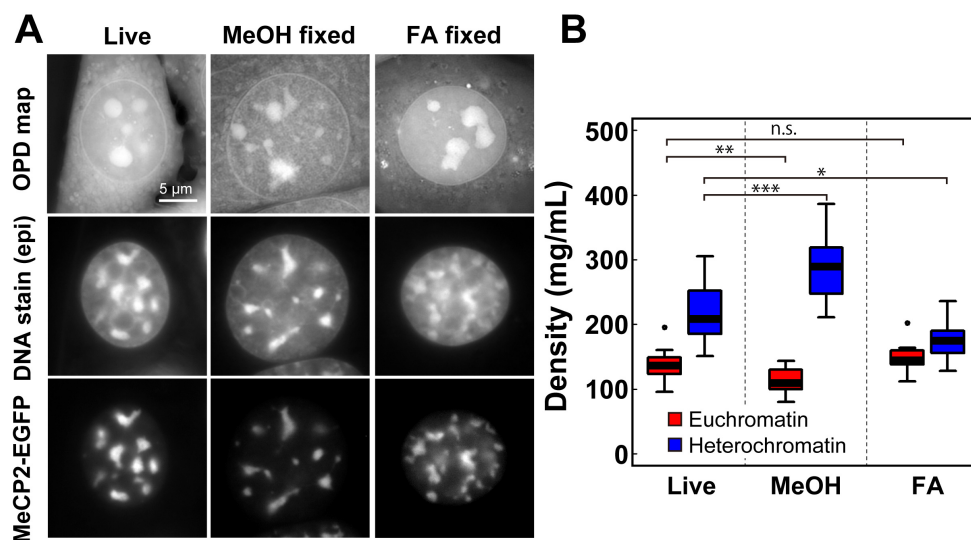 A
Live
MeOH fixed
FA fixed
OPD map
5 µm
DNA stain (epi)
MeCP2-EGFP
B
Density (mg/mL)
500
400
300
200
100
0
n.s.
**
*
***
Euchromatin
Heterochromatin
Live
MeOH
FA